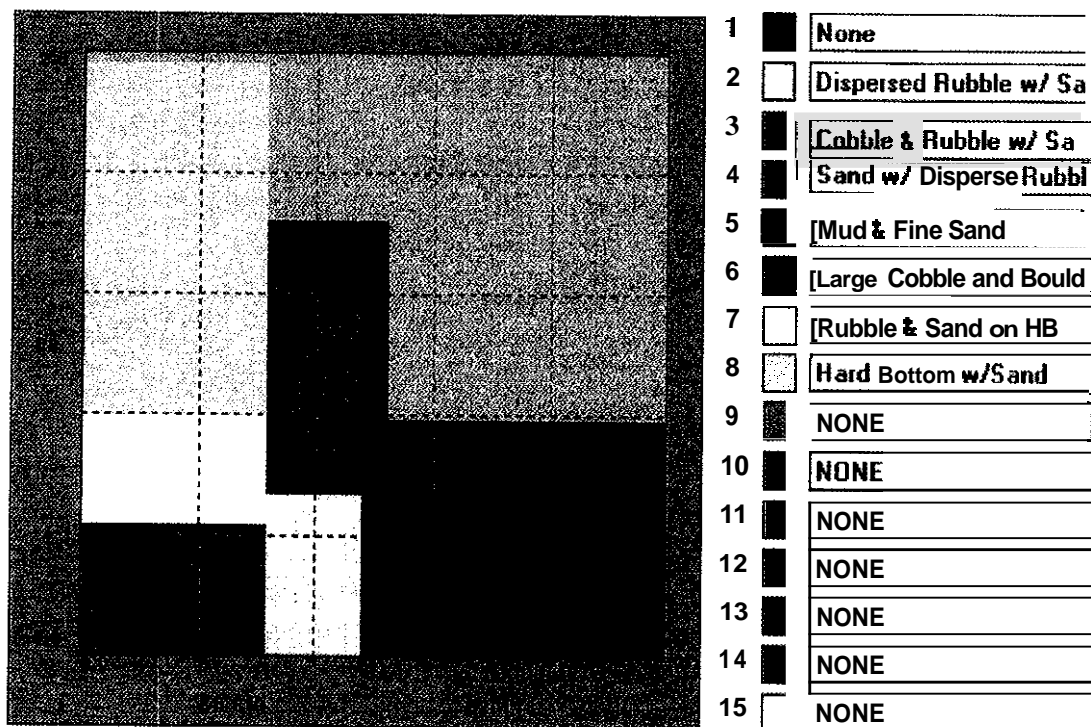 1 None
2 Dispersed Rubble w/ Sa
3 Cobble & Rubble w/ Sa
4 Sand w/ Disperse Rubbl
5 [Mud & Fine Sand
6 [Large Cobble and Bould
7 [Rubble & Sand on HB
8 Hard Bottom w/Sand
9 NONE
10 NONE
11 NONE
12 NONE
13 NONE
14 NONE
15 NONE